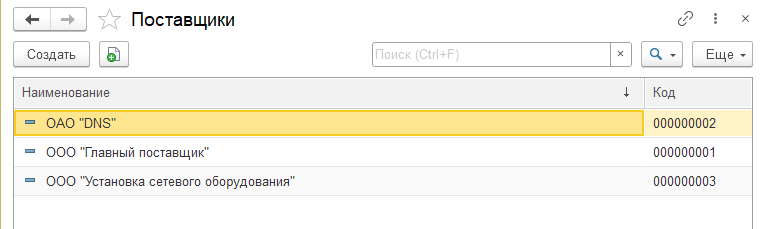 Поставщики
Создать
Поиск (Ctrl+F)
Еще
Наименование Код
ОАО "DNS" 000000002
ООО "Главный поставщик" 000000001
ООО "Установка сетевого оборудования" 000000003